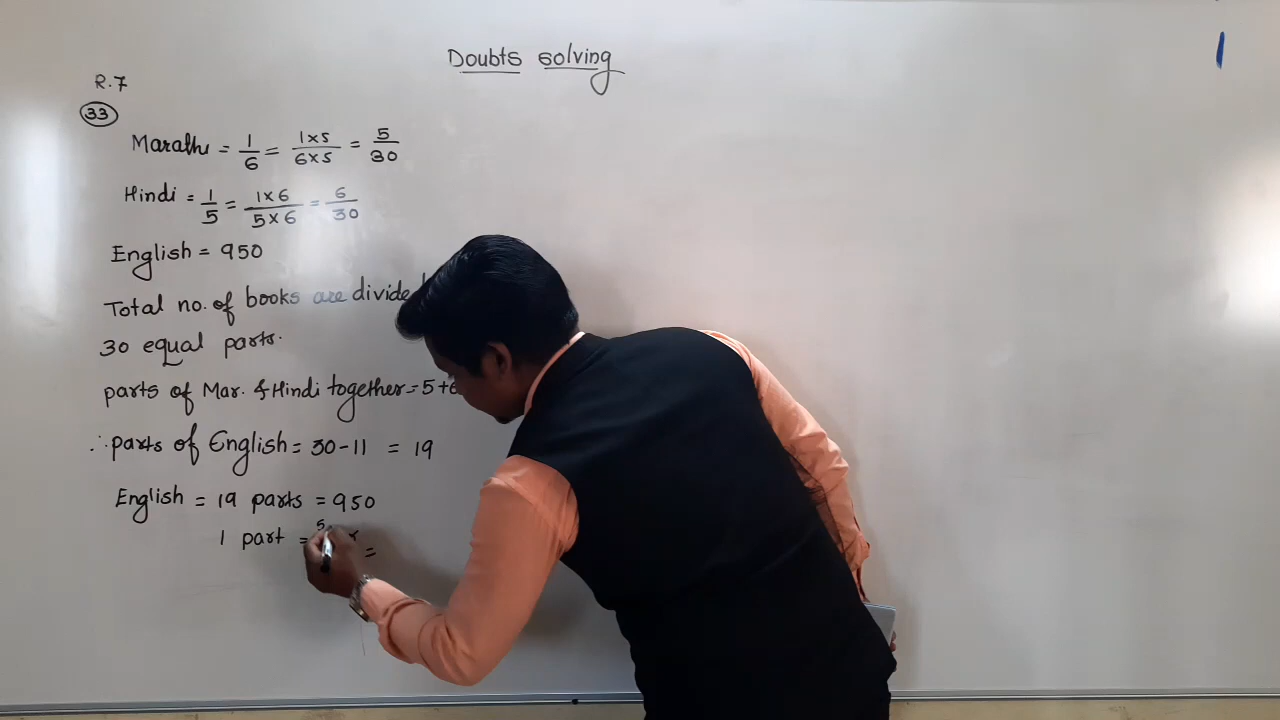 Doubts solving
R.7
33
Marathi = 1/6 = 1×5/6×5 = 5/30
Hindi = 1/5 = 1×6/5×6 = 6/30
English = 950
Total no. of books are divide
30 equal parts.
parts of Mar. & Hindi together = 5+6
∴ parts of English = 30-11 = 19
English = 19 parts = 950
1 part = 5 =